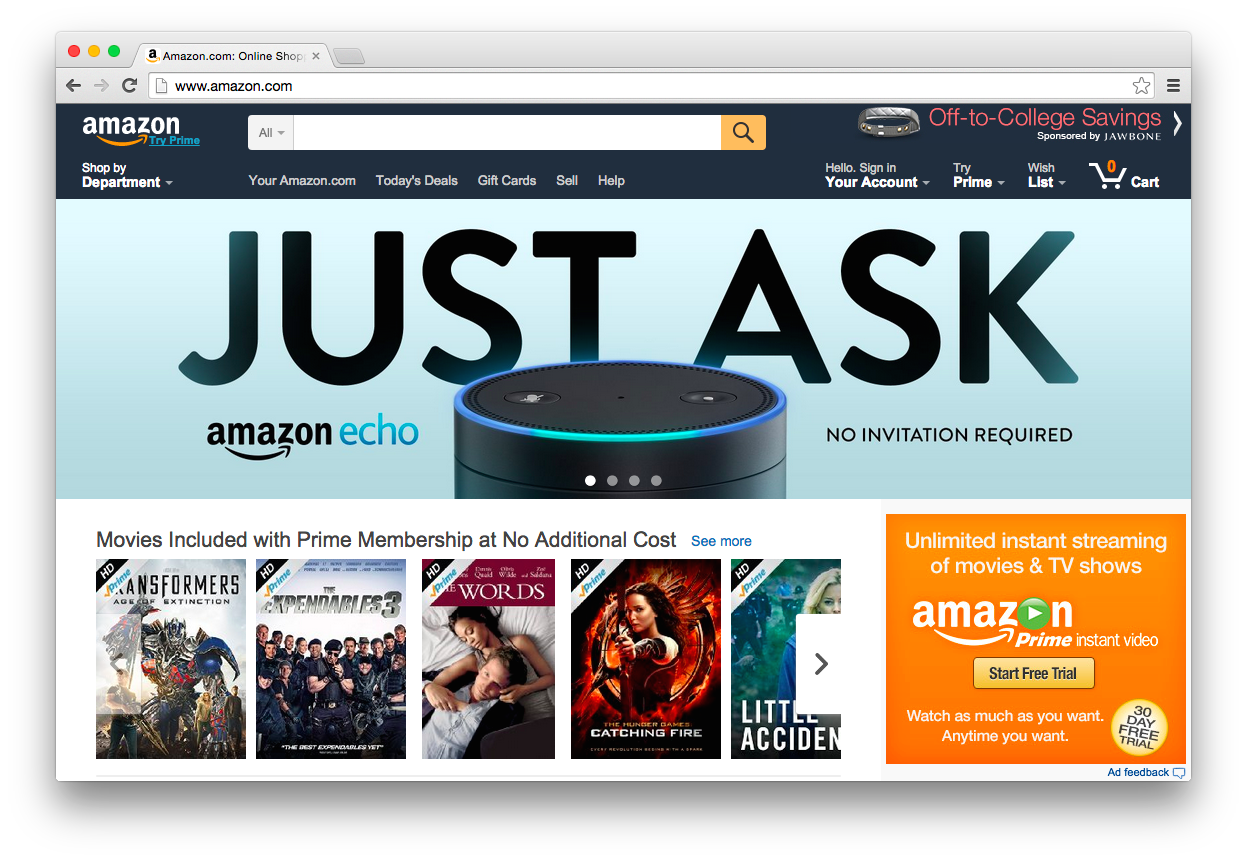 Amazon.com: Online Shopp
www.amazon.com
amazon
Try Prime
All
Off-to-College Savings
Sponsored by JAWBONE
Shop by
Department
Your Amazon.com Today's Deals Gift Cards Sell Help
Hello. Sign in
Your Account
Try
Prime
Wish
List
0
Cart
JUST ASK
amazon echo
NO INVITATION REQUIRED
Movies Included with Prime Membership at No Additional Cost See more
HD
Prime
TRANSFORMERS
AGE OF EXTINCTION
HD
Prime
THE
EXPENDABLES 3
"THE BEST EXPENDABLES YET"
HD
Prime
Dennis Olivia Zoë
Quaid Wilde Saldana
THE WORDS
HD
Prime
THE HUNGER GAMES
CATCHING FIRE
EVERY REVOLUTION BEGINS WITH A SPARK
HD
Prime
LITTLE
ACCIDEN
Unlimited instant streaming
of movies & TV shows
amazon
Prime instant video
Start Free Trial
Watch as much as you want.
Anytime you want.
30
DAY
FREE
TRIAL
Ad feedback